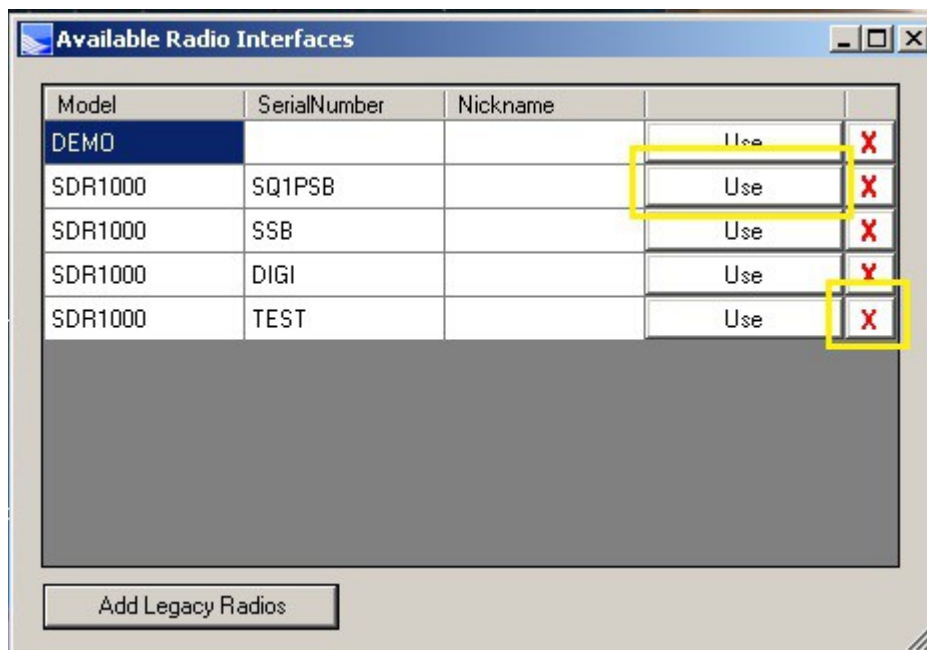 Available Radio Interfaces
Model SerialNumber Nickname
DEMO Use X
SDR1000 SQ1PSB Use X
SDR1000 SSB Use X
SDR1000 DIGI Use X
SDR1000 TEST Use X
Add Legacy Radios